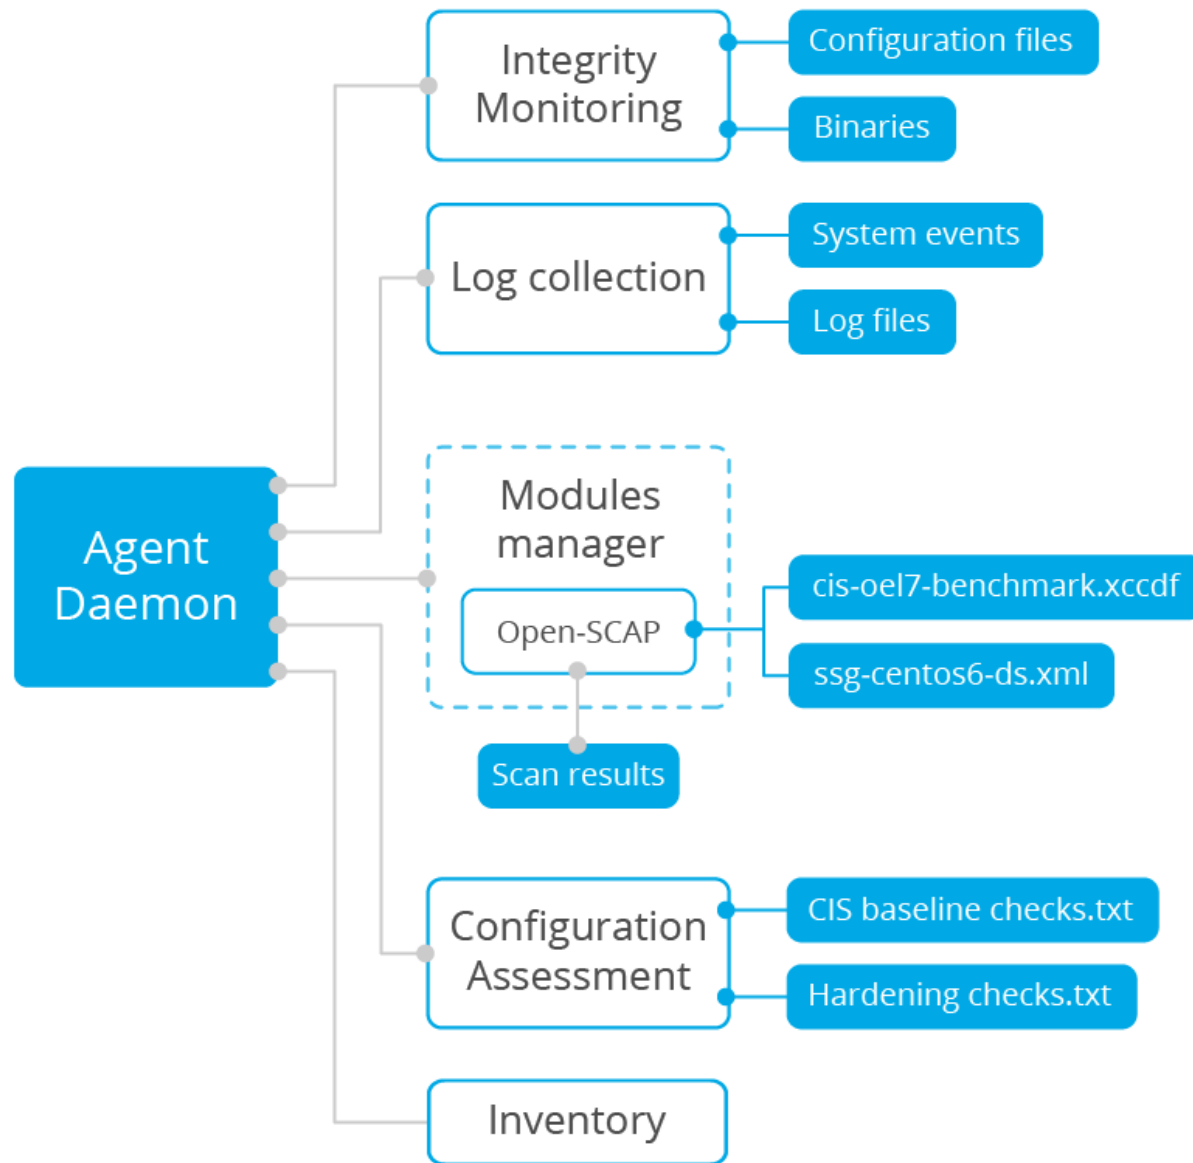 Integrity
Monitoring
Configuration files
Binaries
Log collection
System events
Log files
Agent
Daemon
Modules
manager
Open-SCAP
cis-oel7-benchmark.xccdf
ssg-centos6-ds.xml
Scan results
Configuration
Assessment
CIS baseline checks.txt
Hardening checks.txt
Inventory